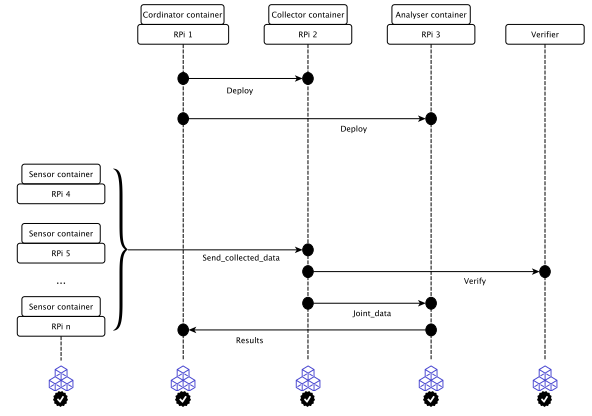 Cordinator container
Collector container
Analyser container
RPi 1
RPi 2
RPi 3
Verifier
Deploy
Deploy
Sensor container
RPi 4
Sensor container
RPi 5
Send_collected_data
Verify
...
Sensor container
Joint_data
RPi n
Results